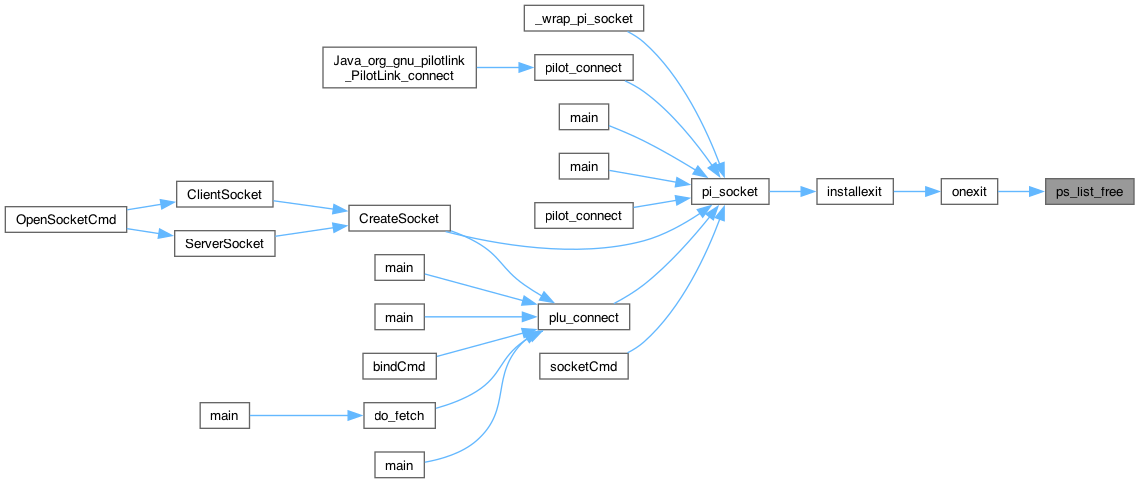 _wrap_pi_socket
Java_org_gnu_pilotlink
_PilotLink_connect
pilot_connect
main
main
pi_socket
installexit
onexit
ps_list_free
ClientSocket
OpenSocketCmd
CreateSocket
pilot_connect
ServerSocket
main
main
plu_connect
bindCmd
socketCmd
main
do_fetch
main